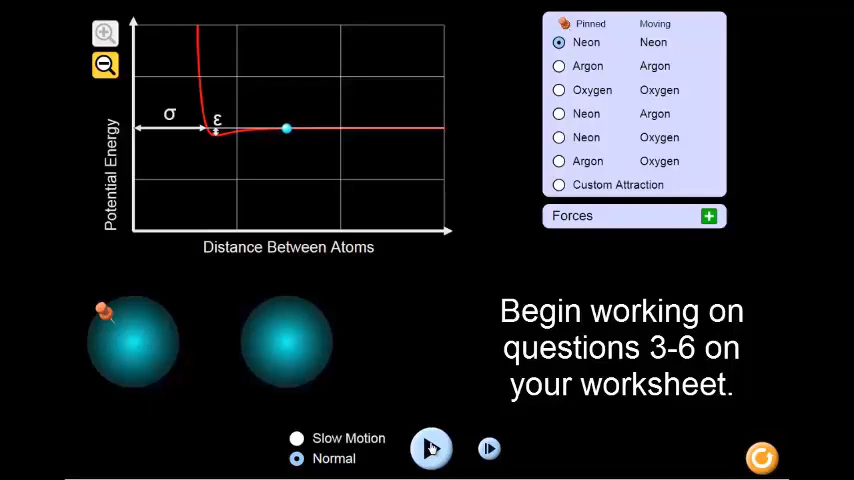 Potential Energy
σ
ε
Distance Between Atoms
Pinned Moving
Neon Neon
Argon Argon
Oxygen Oxygen
Neon Argon
Neon Oxygen
Argon Oxygen
Custom Attraction
Forces
Begin working on
questions 3-6 on
your worksheet.
Slow Motion
Normal